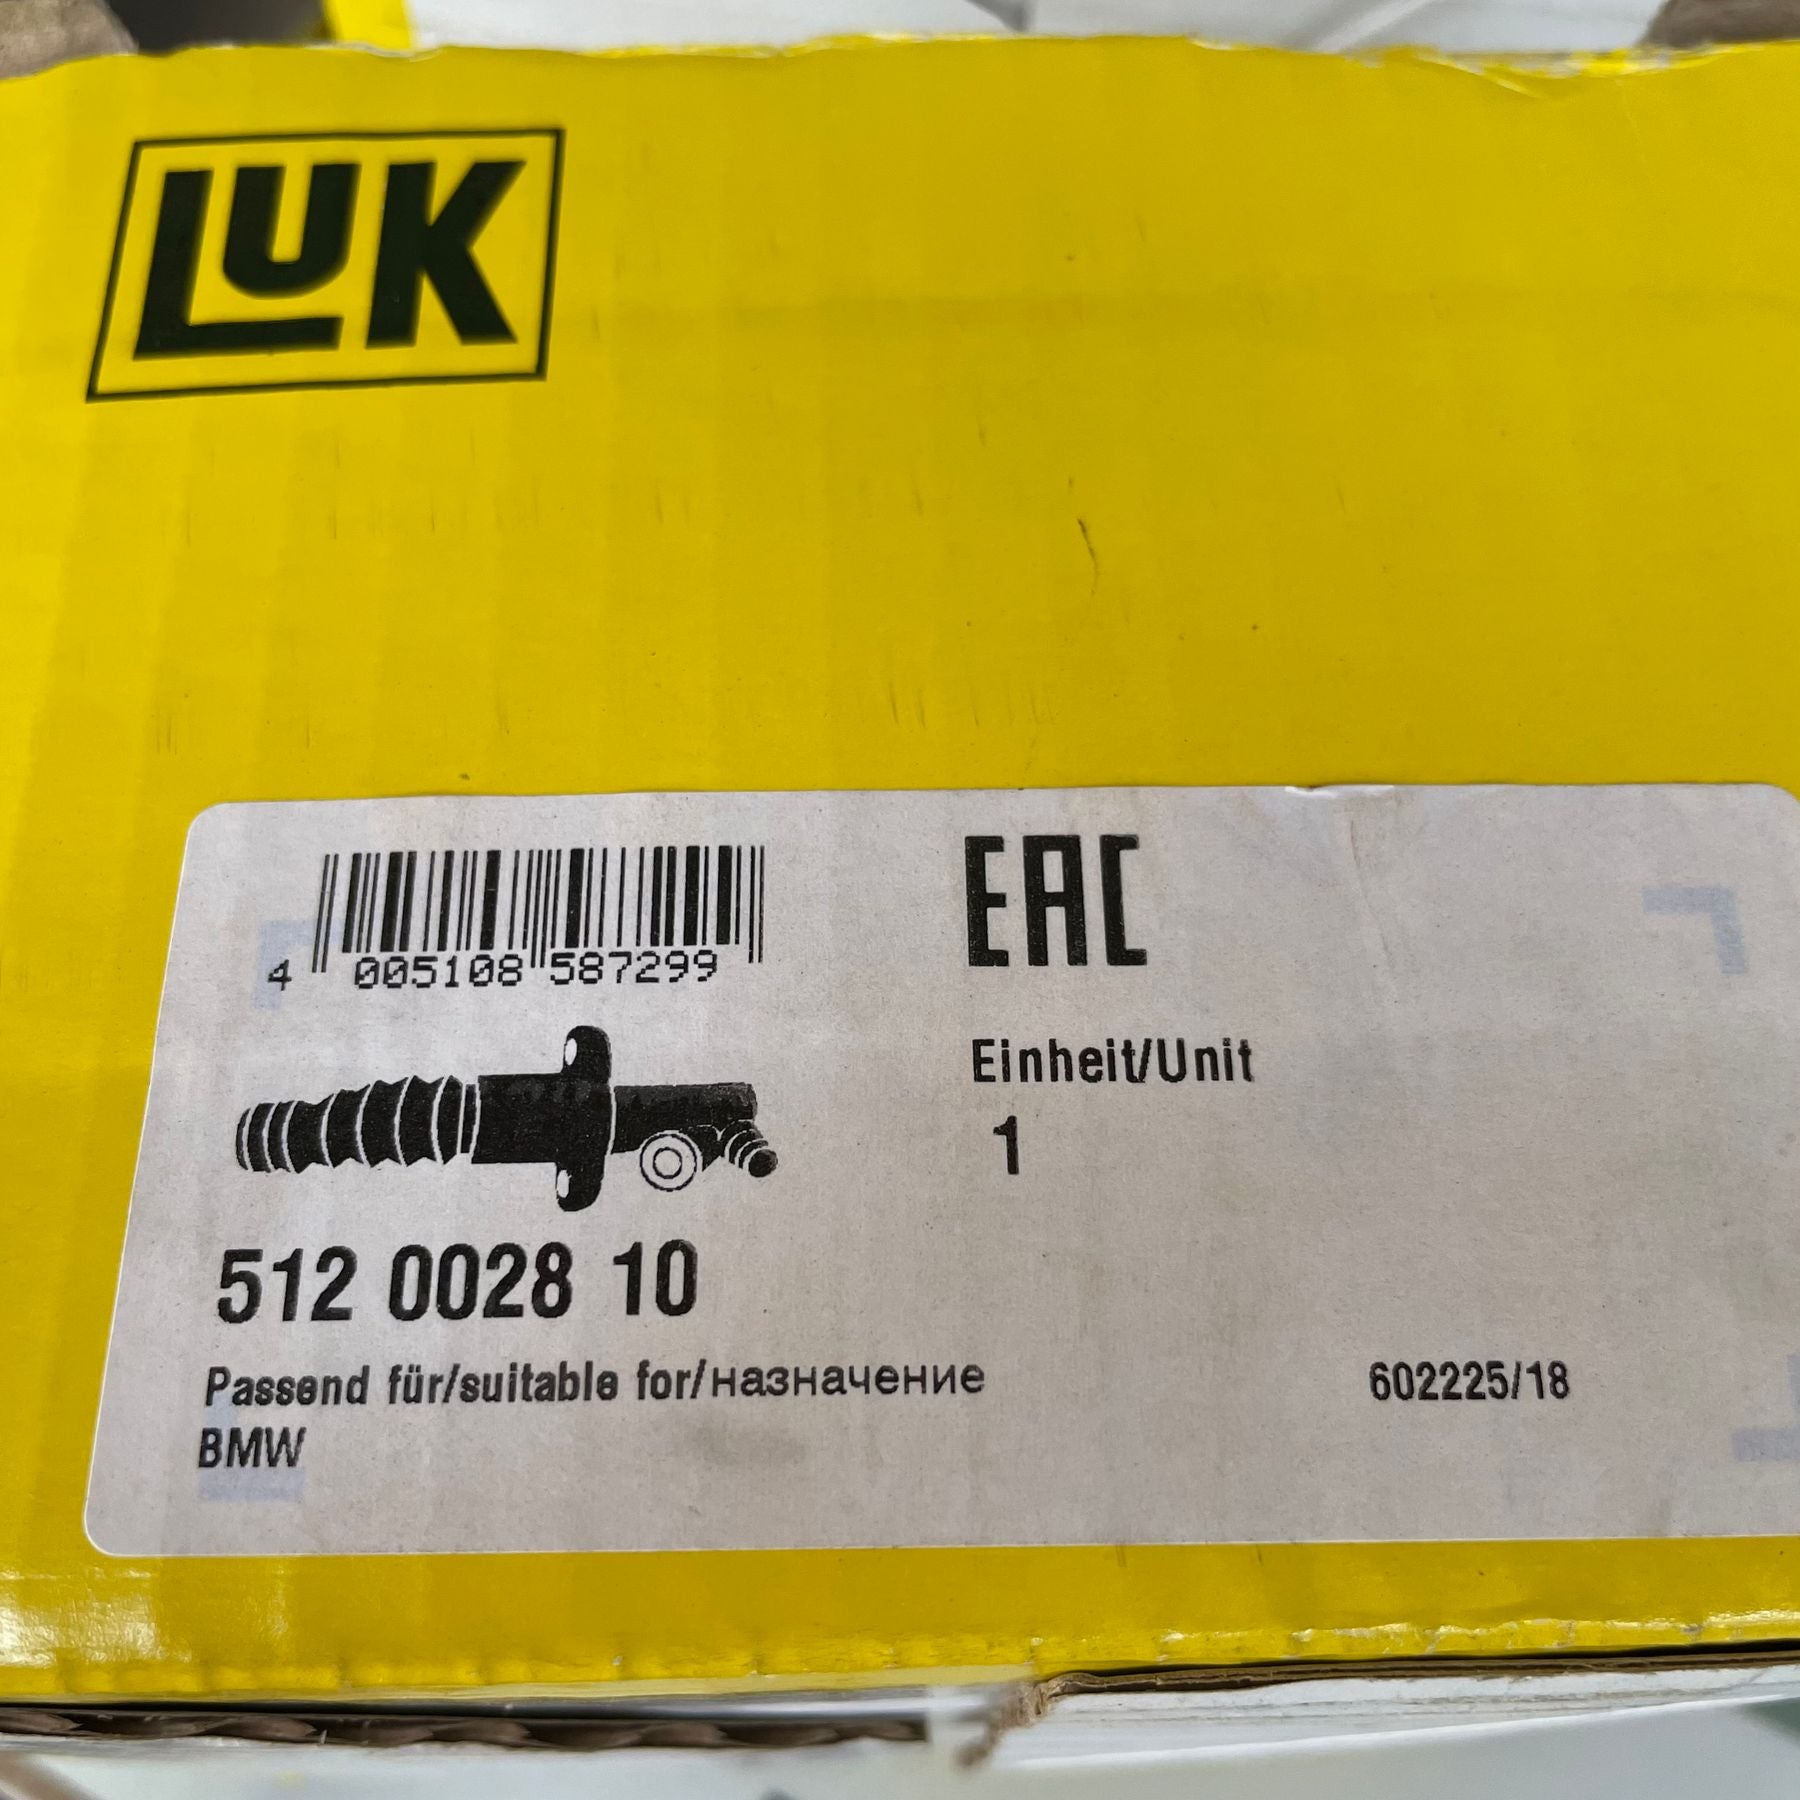 LUK
EAC
4 005108 587299
Einheit/Unit
1
512 0028 10
Passend für/suitable for/назначение
602225/18
BMW